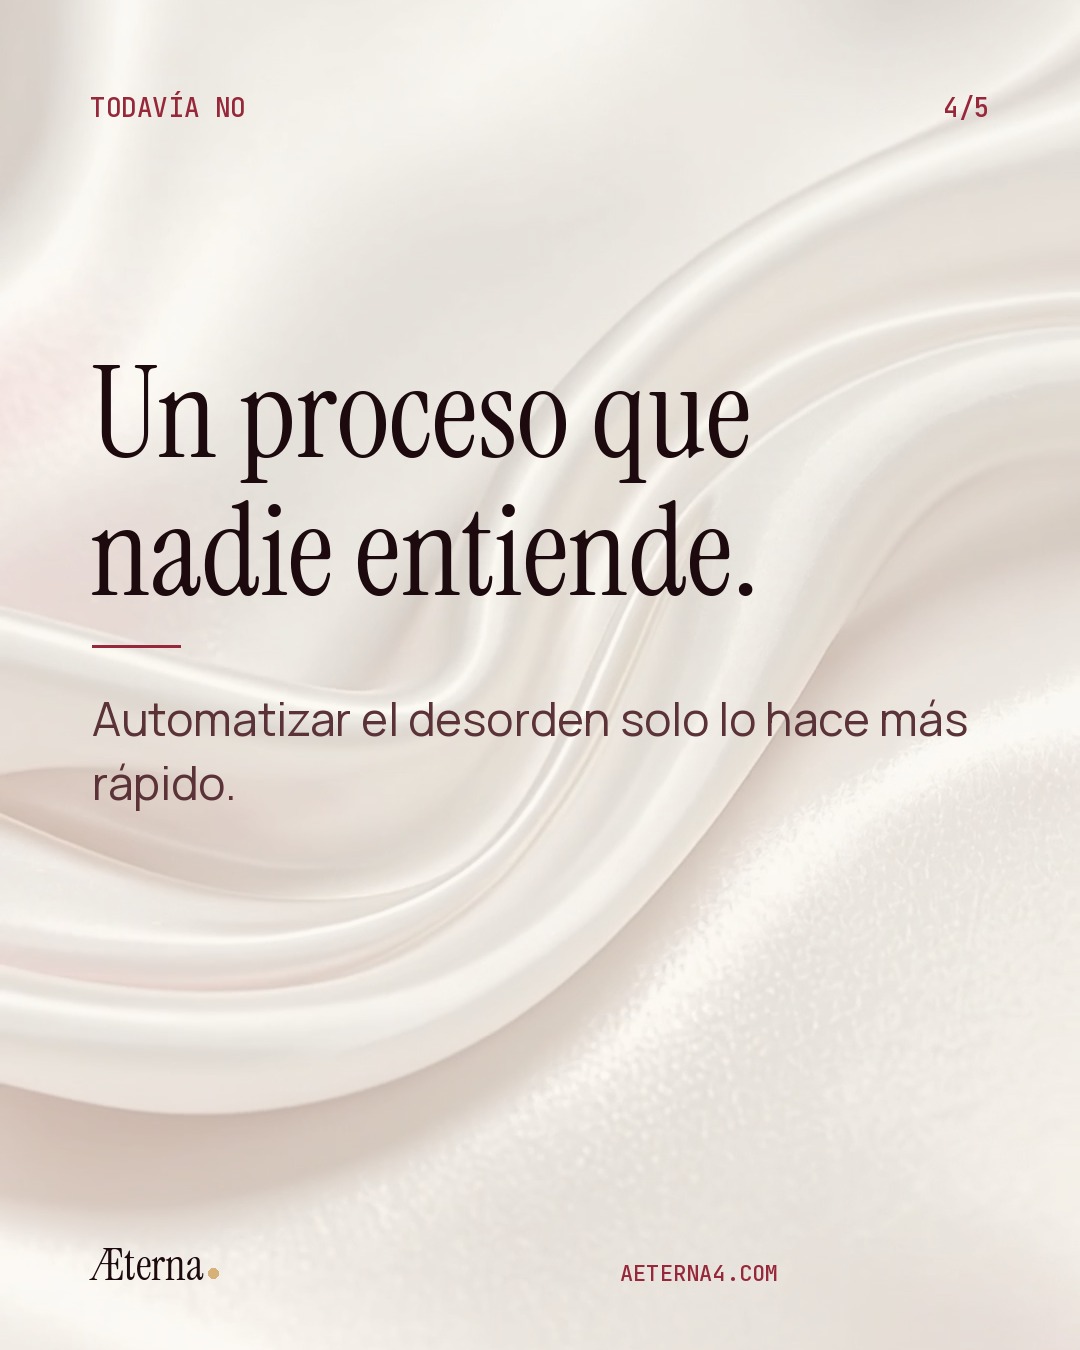 TODAVÍA NO
4/5
Un proceso que
nadie entiende.
Automatizar el desorden solo lo hace más
rápido.
Æterna.
AETERNA4.COM